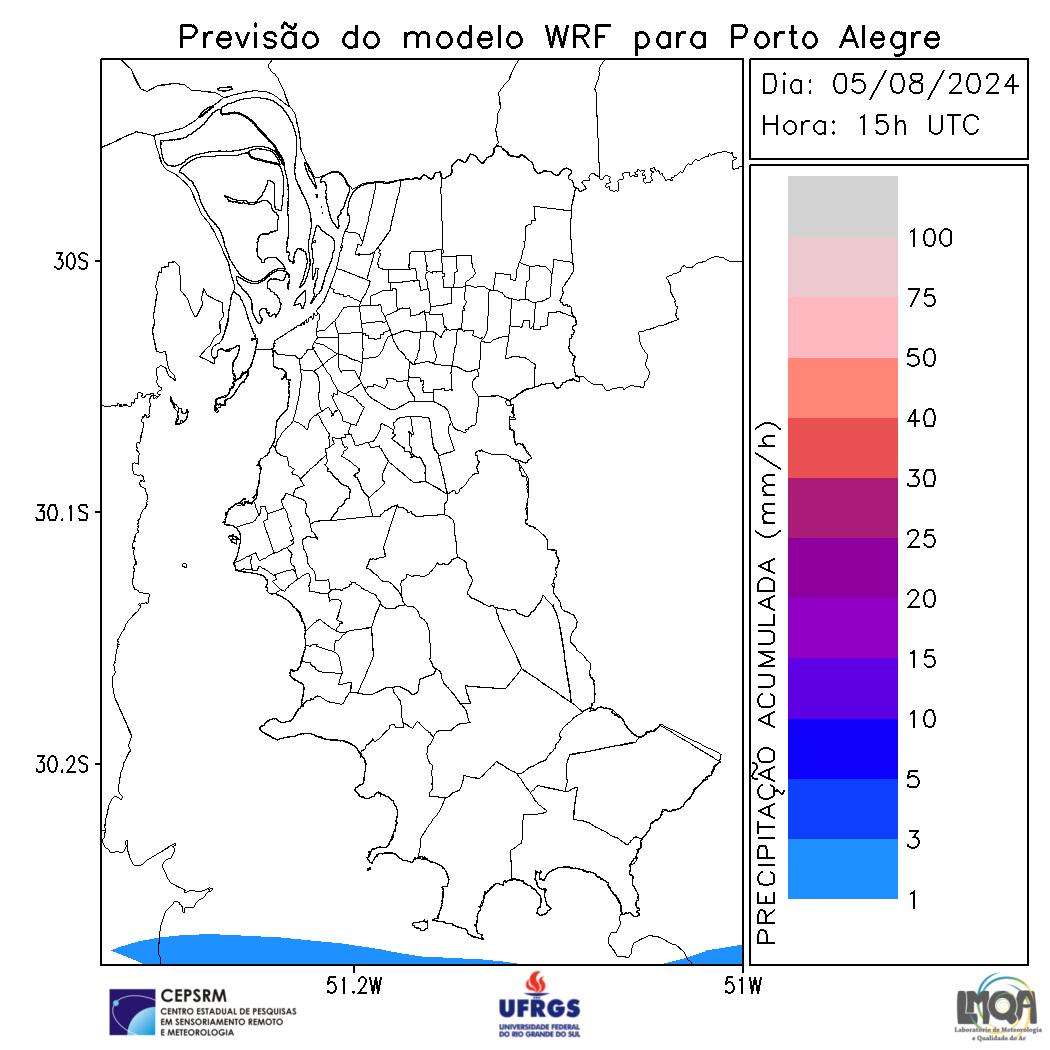 Previsão do modelo WRF para Porto Alegre
Dia: 05/08/2024
Hora: 15h UTC
100
75
50
40
30
25
20
15
10
5
3
1
PRECIPITAÇÃO ACUMULADA (mm/h)
30S
30.1S
30.2S
51.2W
51W
CEPSRM
CENTRO ESTADUAL DE PESQUISAS
EM SENSORIAMENTO REMOTO
E METEOROLOGIA
UFRGS
UNIVERSIDADE FEDERAL
DO RIO GRANDE DO SUL
LMQA
Laboratório de Meteorologia
e Qualidade do Ar